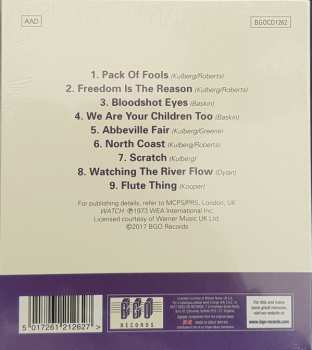 AAD
BGOCD1262
1. Pack Of Fools (Kulberg/Roberts)
2. Freedom Is The Reason (Kulberg/Roberts)
3. Bloodshot Eyes (Baskin)
4. We Are Your Children Too (Baskin)
5. Abbeville Fair (Kulberg/Greene)
6. North Coast (Kulberg/Roberts)
7. Scratch (Kulberg)
8. Watching The River Flow (Dylan)
9. Flute Thing (Kooper)
For publishing details, refer to MCPS/PRS, London, UK
WATCH ℗1973 WEA International Inc.
Licensed courtesy of Warner Music UK Ltd.
©2017 BGO Records
5 017261 212627 >
BGO
RECORDS